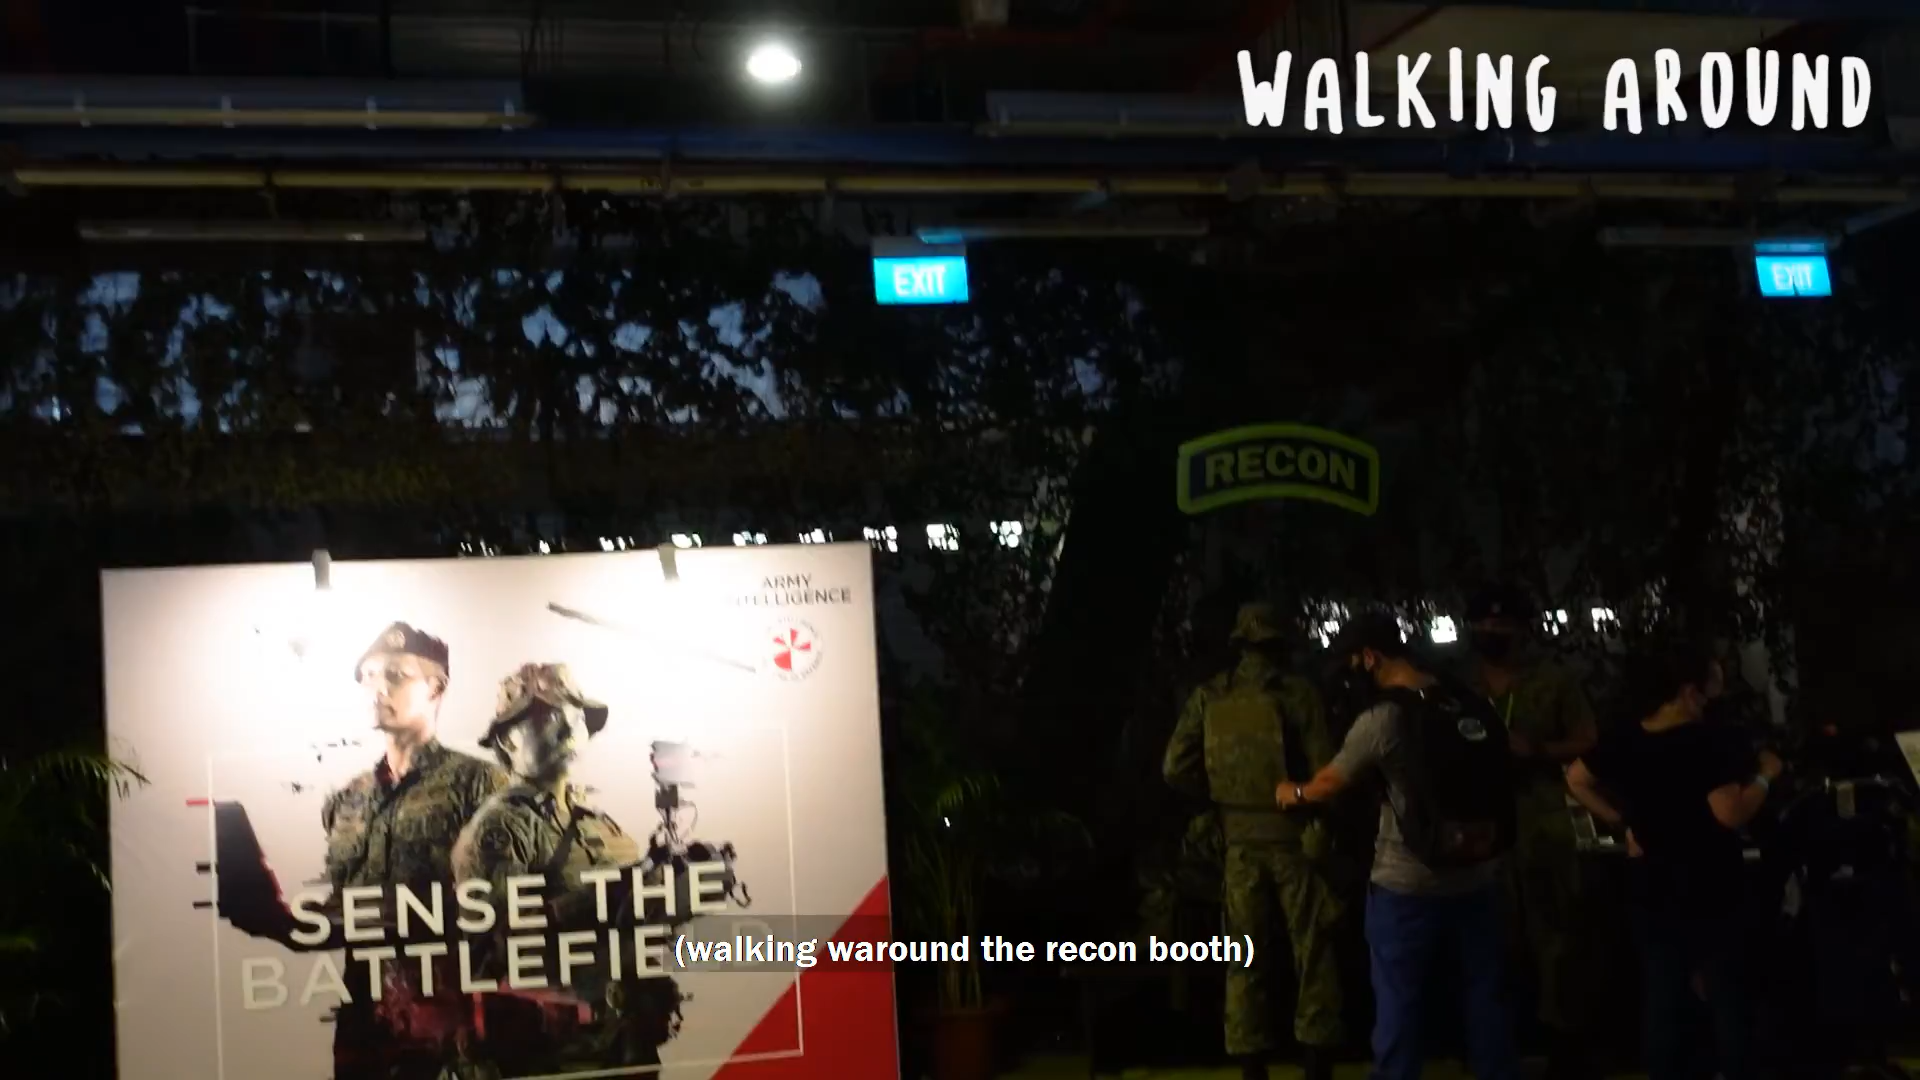 WALKING AROUND
EXIT
EXIT
RECON
ARMY
INTELLIGENCE
SENSE THE
BATTLEFIELD
(walking waround the recon booth)